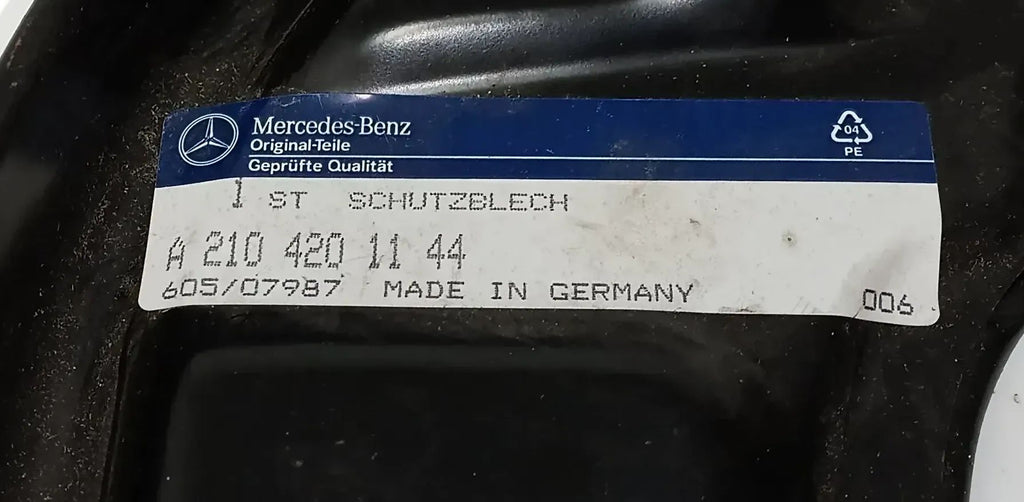 Mercedes-Benz
Original-Teile
Geprüfte Qualität
04
PE
1 ST SCHUTZBLECH
A 210 420 11 44
605/07987 MADE IN GERMANY
006